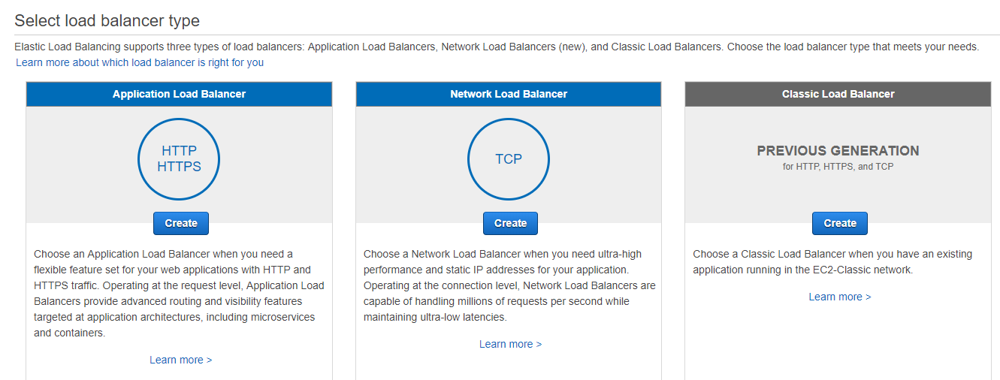 Select load balancer type
Elastic Load Balancing supports three types of load balancers: Application Load Balancers, Network Load Balancers (new), and Classic Load Balancers. Choose the load balancer type that meets your needs.
Learn more about which load balancer is right for you
Application Load Balancer
HTTP
HTTPS
Create
Choose an Application Load Balancer when you need a
flexible feature set for your web applications with HTTP and
HTTPS traffic. Operating at the request level, Application Load
Balancers provide advanced routing and visibility features
targeted at application architectures, including microservices
and containers.
Learn more >
Network Load Balancer
TCP
Create
Choose a Network Load Balancer when you need ultra-high
performance and static IP addresses for your application.
Operating at the connection level, Network Load Balancers are
capable of handling millions of requests per second while
maintaining ultra-low latencies.
Learn more >
Classic Load Balancer
PREVIOUS GENERATION
for HTTP, HTTPS, and TCP
Create
Choose a Classic Load Balancer when you have an existing
application running in the EC2-Classic network.
Learn more >